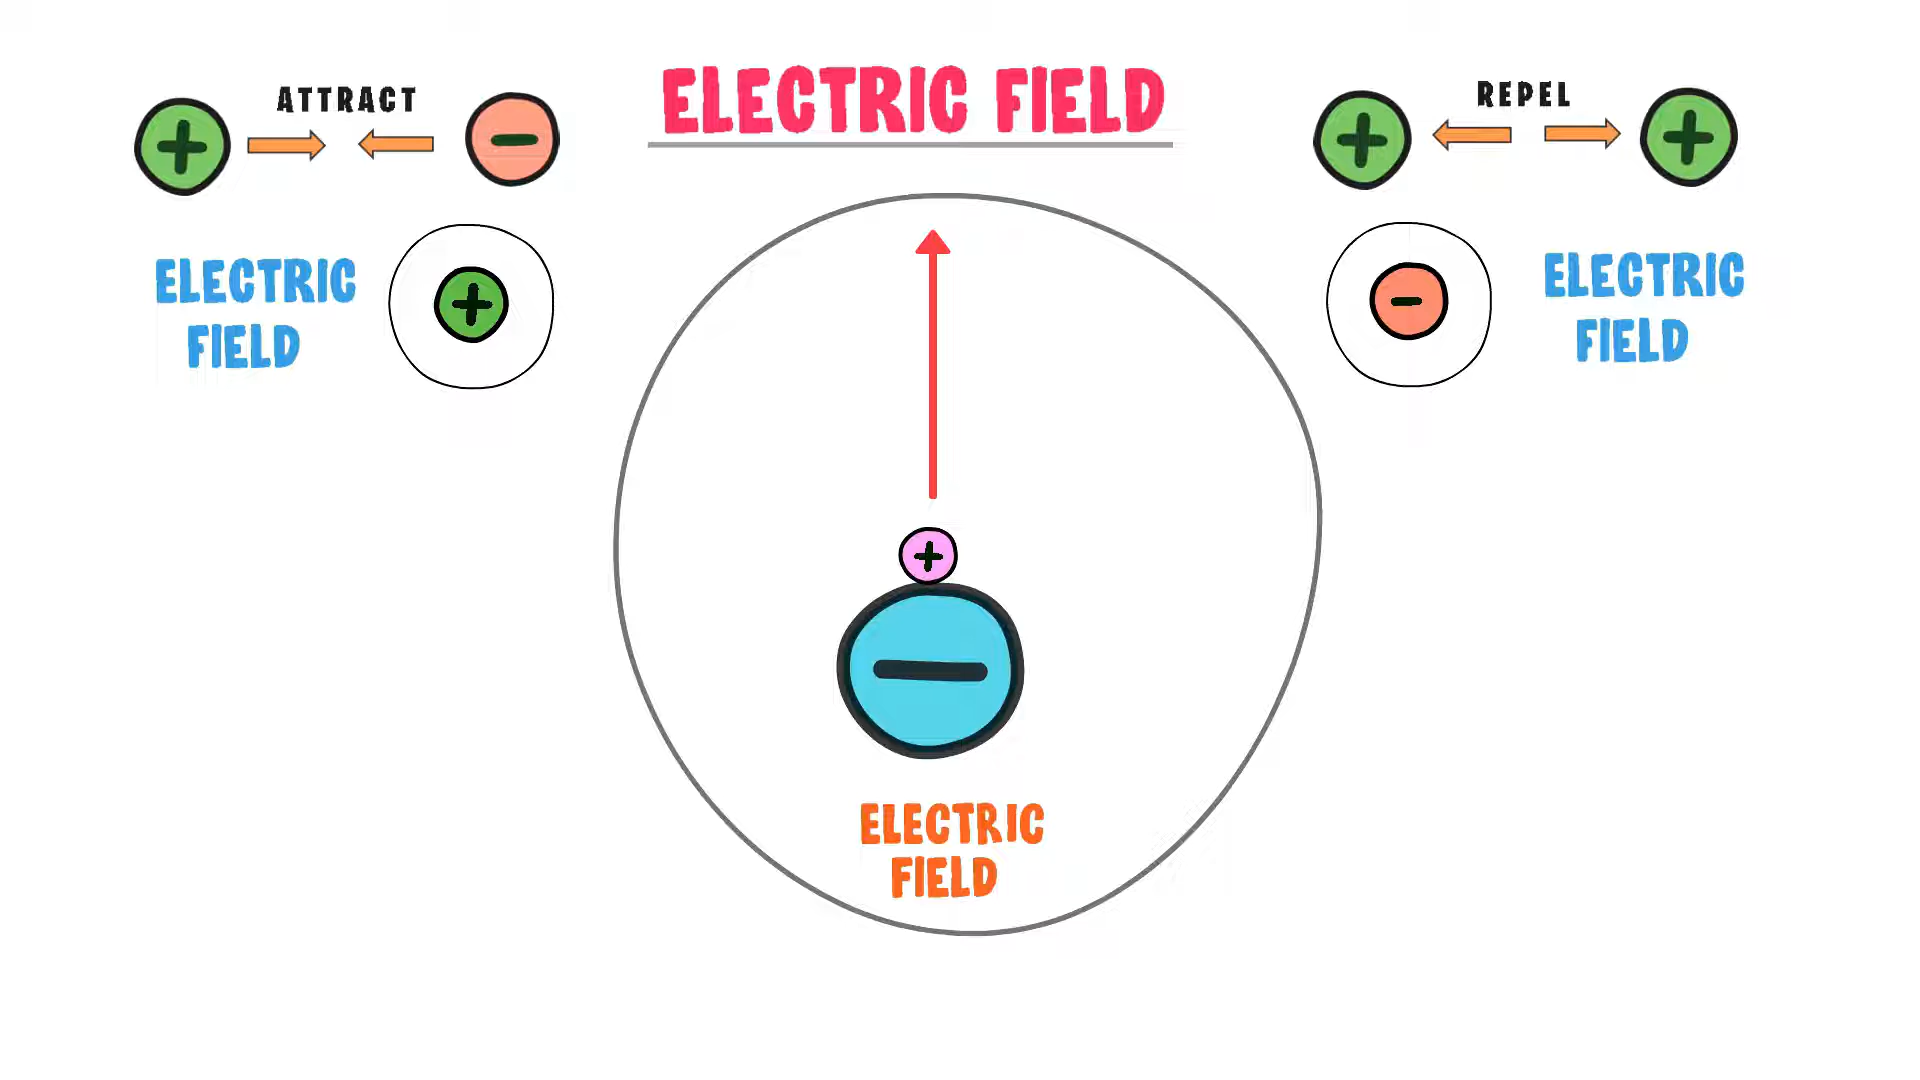 ELECTRIC FIELD
ATTRACT
REPEL
+
-
+
+
ELECTRIC
FIELD
+
-
ELECTRIC
FIELD
+
-
ELECTRIC
FIELD